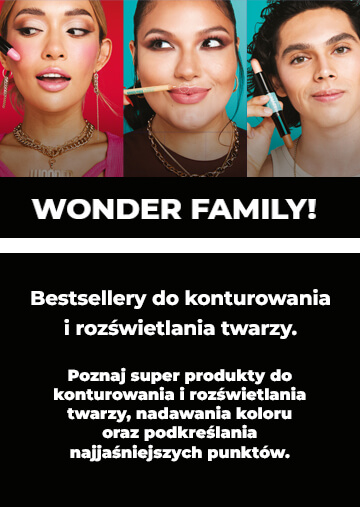 WONDER FAMILY!
Bestsellery do konturowania
i rozświetlania twarzy.
Poznaj super produkty do
konturowania i rozświetlania
twarzy, nadawania koloru
oraz podkreślania
najjaśniejszych punktów.